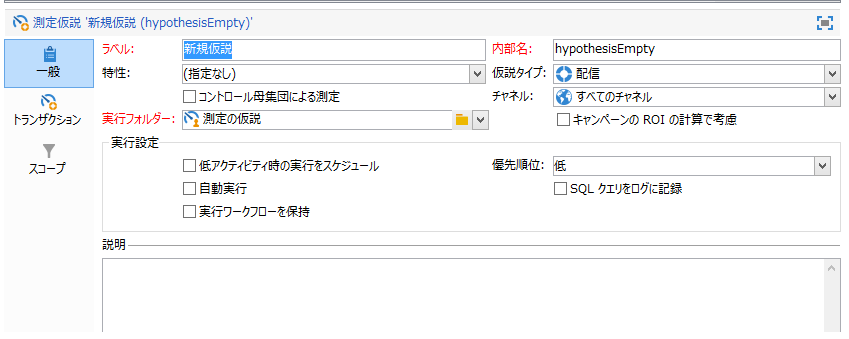 測定仮説 '新規仮説 (hypothesisEmpty)'
一般
トランザクション
スコープ
ラベル: 新規仮説 内部名: hypothesisEmpty
特性: (指定なし) 仮説タイプ: 配信
コントロール母集団による測定 チャネル: すべてのチャネル
実行フォルダー: 測定の仮説 キャンペーンの ROI の計算で考慮
実行設定
低アクティビティ時の実行をスケジュール 優先順位: 低
自動実行 SQL クエリをログに記録
実行ワークフローを保持
説明